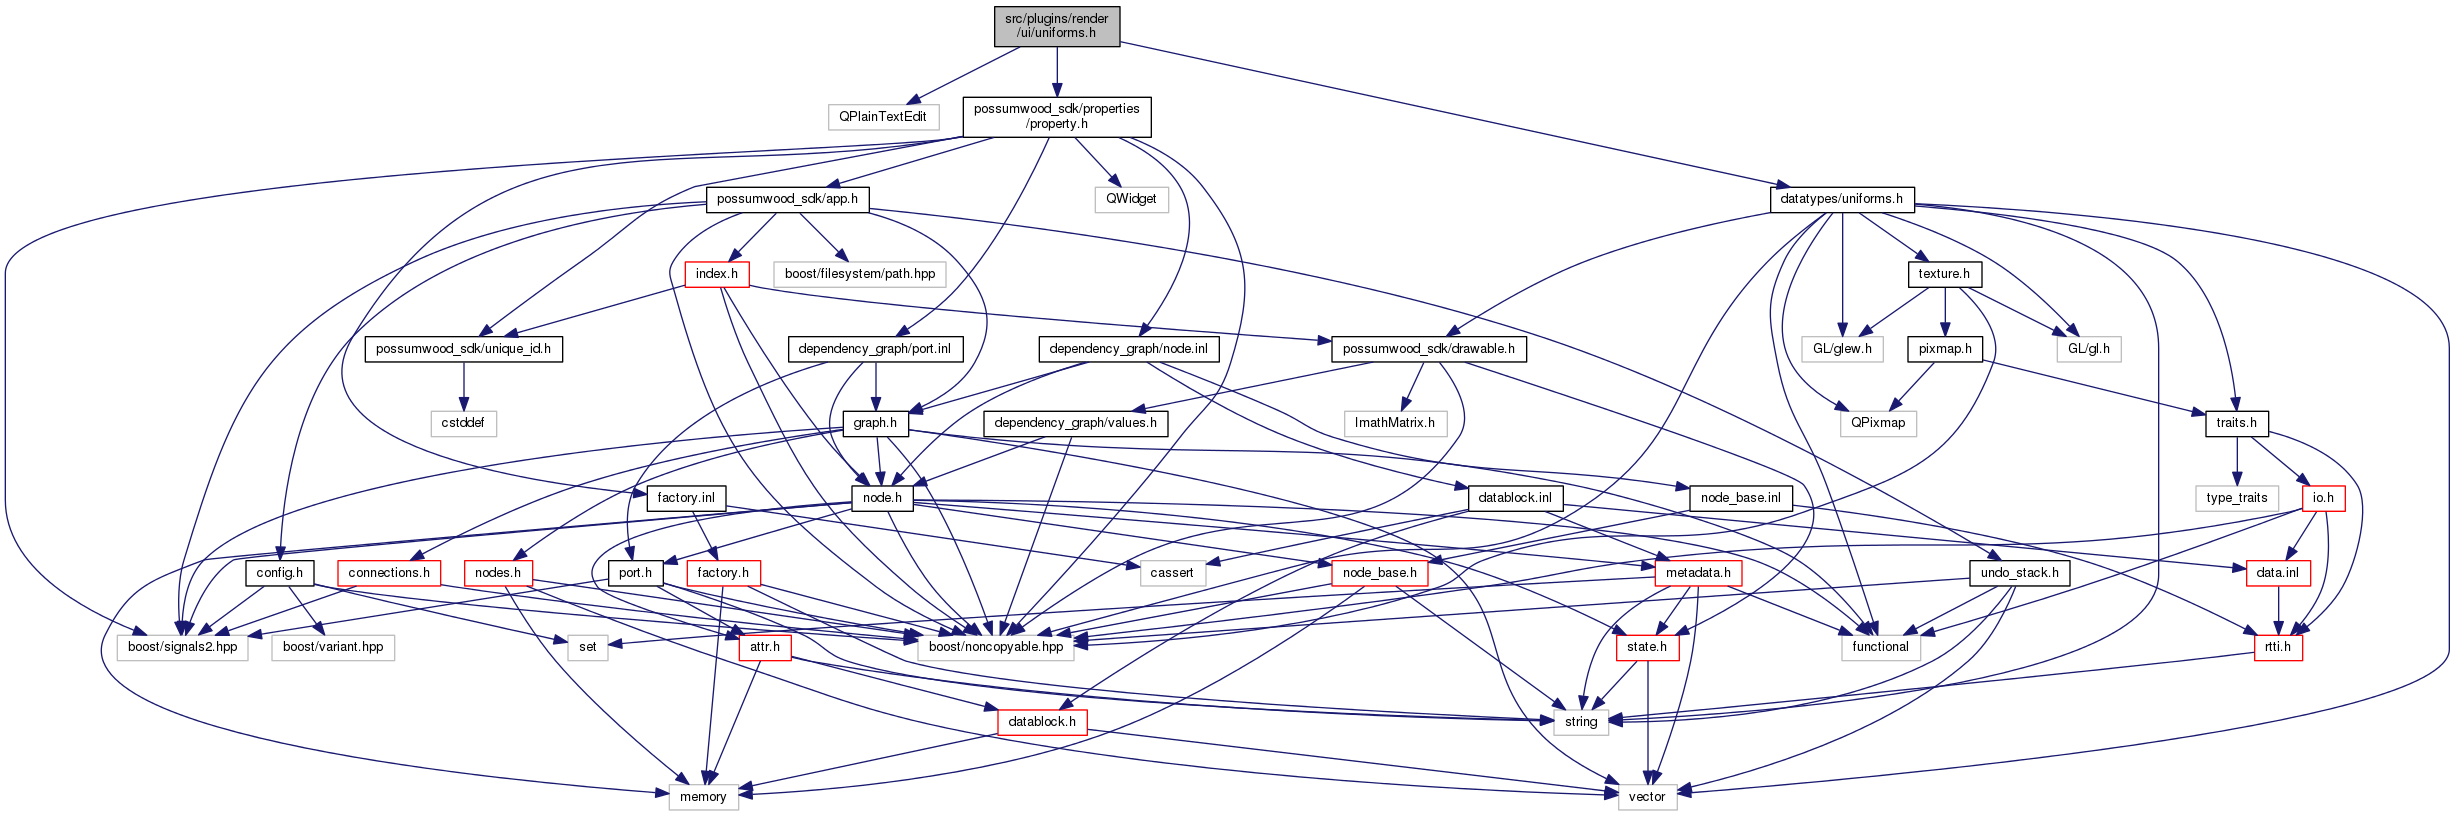 src/plugins/render
/ui/uniforms.h
QPlainTextEdit
possumwood_sdk/properties
/property.h
possumwood_sdk/app.h
QWidget
datatypes/uniforms.h
index.h
boost/filesystem/path.hpp
texture.h
possumwood_sdk/unique_id.h
dependency_graph/port.inl
dependency_graph/node.inl
possumwood_sdk/drawable.h
GL/glew.h
pixmap.h
GL/gl.h
cstddef
graph.h
dependency_graph/values.h
ImathMatrix.h
QPixmap
traits.h
factory.inl
node.h
datablock.inl
node_base.inl
type_traits
io.h
config.h
connections.h
nodes.h
port.h
factory.h
cassert
node_base.h
metadata.h
undo_stack.h
data.inl
boost/signals2.hpp
boost/variant.hpp
set
attr.h
boost/noncopyable.hpp
state.h
functional
rtti.h
datablock.h
string
memory
vector